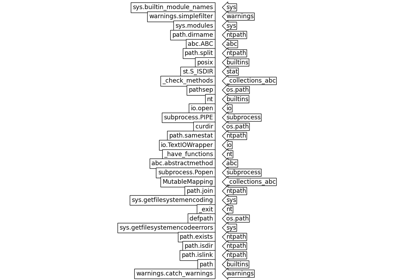 sys.builtin_module_names sys
warnings.simplefilter warnings
sys.modules sys
path.dirname ntpath
abc.ABC abc
path.split ntpath
posix builtins
st.S_ISDIR stat
_check_methods _collections_abc
pathsep os.path
nt builtins
io.open io
subprocess.PIPE subprocess
curdir os.path
path.samestat ntpath
io.TextIOWrapper io
_have_functions nt
abc.abstractmethod abc
subprocess.Popen subprocess
MutableMapping _collections_abc
path.join ntpath
sys.getfilesystemencoding sys
_exit nt
defpath os.path
sys.getfilesystemencodeerrors sys
path.exists ntpath
path.isdir ntpath
path.islink ntpath
path builtins
warnings.catch_warnings warnings